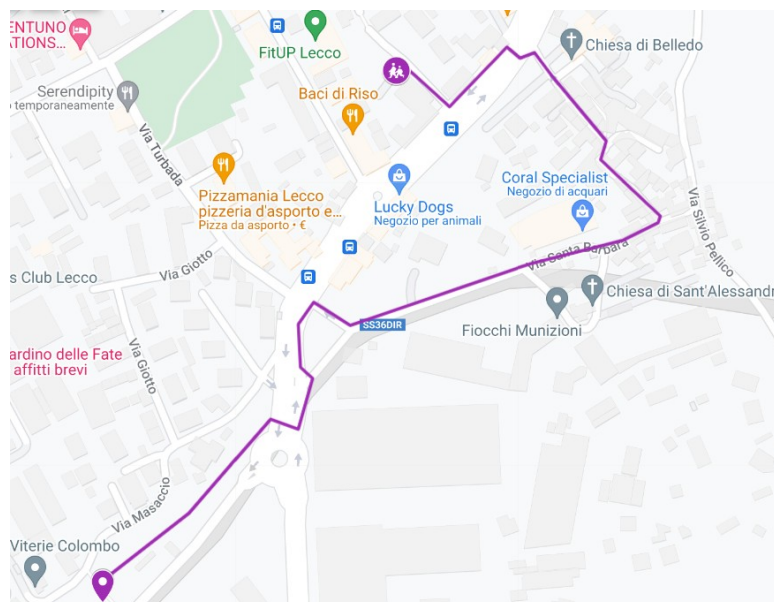 ENTUNO
ATIONS...
FitUP Lecco
Chiesa di Belledo
Serendipity
o temporaneamente
Baci di Riso
Via Turbada
Pizzamania Lecco
pizzeria d'asporto e...
Pizza da asporto • €
Lucky Dogs
Negozio per animali
Coral Specialist
Negozio di acquari
Via Silvio Pellico
Via Santa Barbara
Via Giotto
s Club Lecco
Chiesa di Sant'Alessandr
SS36DIR
Fiocchi Munizioni
ardino delle Fate
affitti brevi
Via Giotto
Via Masaccio
Viterie Colombo